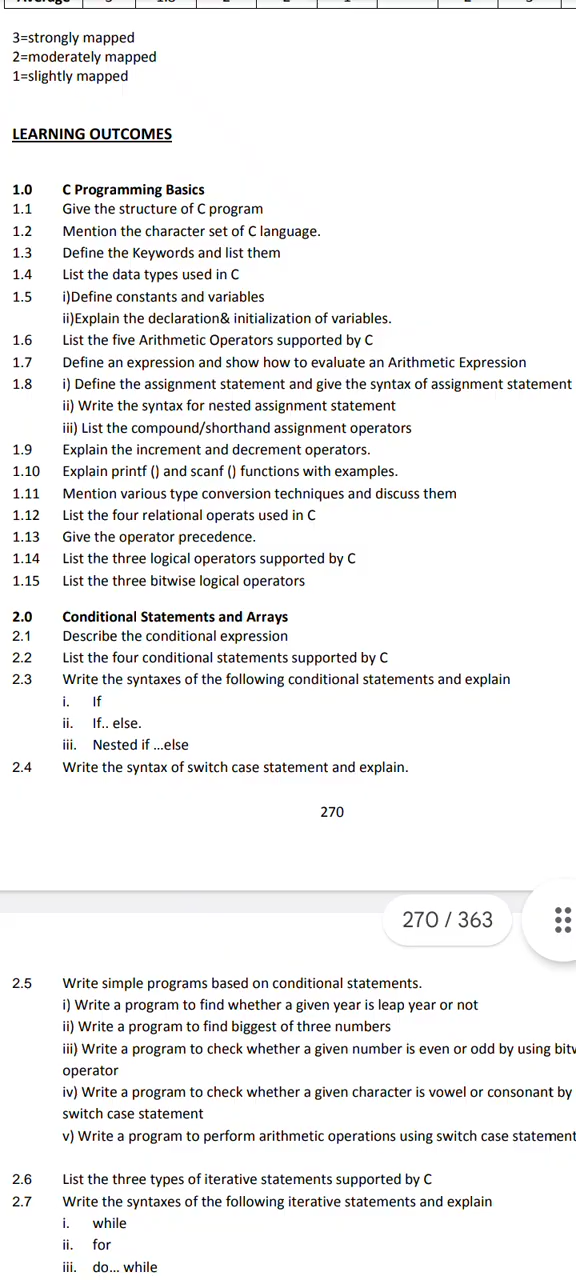 Average 3 1.8 2 2 1 2 3
3=strongly mapped
2=moderately mapped
1=slightly mapped
LEARNING OUTCOMES
1.0 C Programming Basics
1.1 Give the structure of C program
1.2 Mention the character set of C language.
1.3 Define the Keywords and list them
1.4 List the data types used in C
1.5 i)Define constants and variables
ii)Explain the declaration& initialization of variables.
1.6 List the five Arithmetic Operators supported by C
1.7 Define an expression and show how to evaluate an Arithmetic Expression
1.8 i) Define the assignment statement and give the syntax of assignment statement
ii) Write the syntax for nested assignment statement
iii) List the compound/shorthand assignment operators
1.9 Explain the increment and decrement operators.
1.10 Explain printf () and scanf () functions with examples.
1.11 Mention various type conversion techniques and discuss them
1.12 List the four relational operats used in C
1.13 Give the operator precedence.
1.14 List the three logical operators supported by C
1.15 List the three bitwise logical operators
2.0 Conditional Statements and Arrays
2.1 Describe the conditional expression
2.2 List the four conditional statements supported by C
2.3 Write the syntaxes of the following conditional statements and explain
i. If
ii. If.. else.
iii. Nested if ...else
2.4 Write the syntax of switch case statement and explain.
270
270 / 363
2.5 Write simple programs based on conditional statements.
i) Write a program to find whether a given year is leap year or not
ii) Write a program to find biggest of three numbers
iii) Write a program to check whether a given number is even or odd by using
operator
iv) Write a program to check whether a given character is vowel or consonant by
switch case statement
v) Write a program to perform arithmetic operations using switch case statement
2.6 List the three types of iterative statements supported by C
2.7 Write the syntaxes of the following iterative statements and explain
i. while
ii. for
iii. do... while